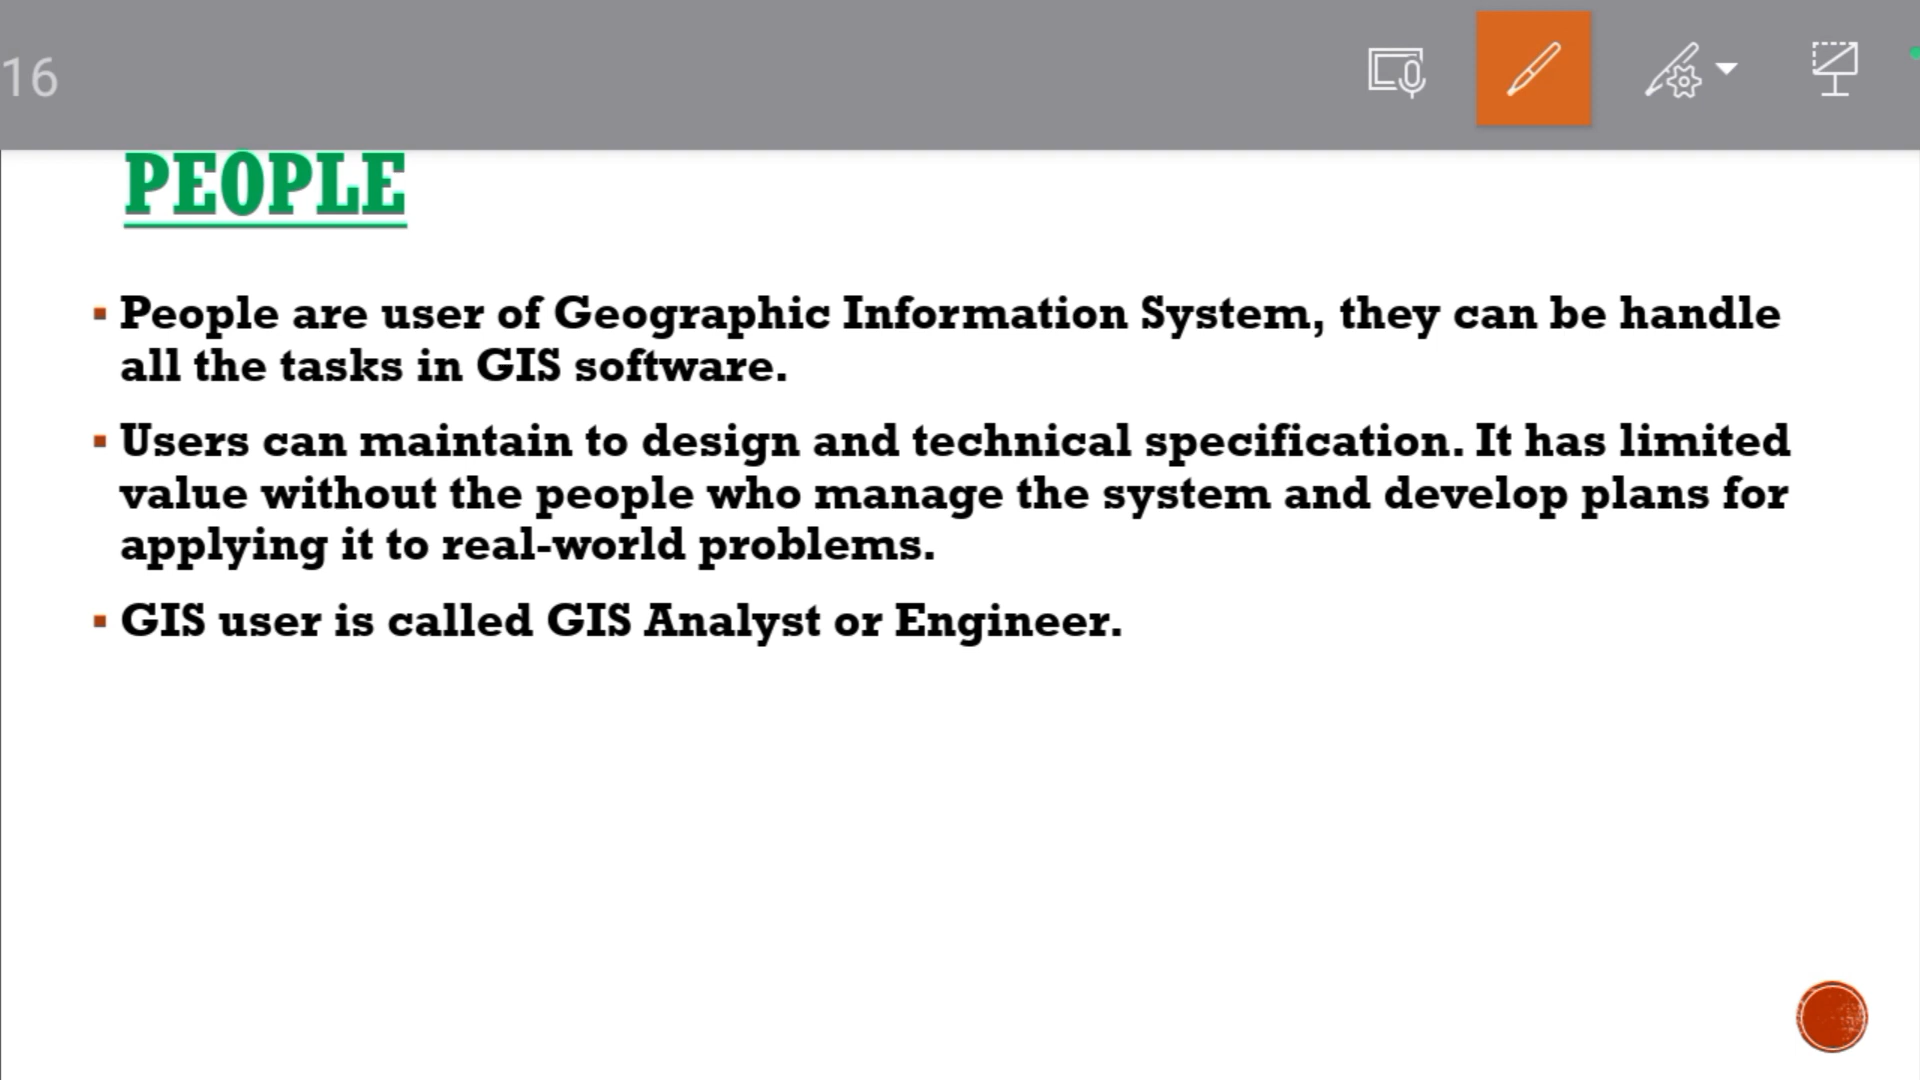 16
PEOPLE
People are user of Geographic Information System, they can be handle
all the tasks in GIS software.
Users can maintain to design and technical specification. It has limited
value without the people who manage the system and develop plans for
applying it to real-world problems.
GIS user is called GIS Analyst or Engineer.